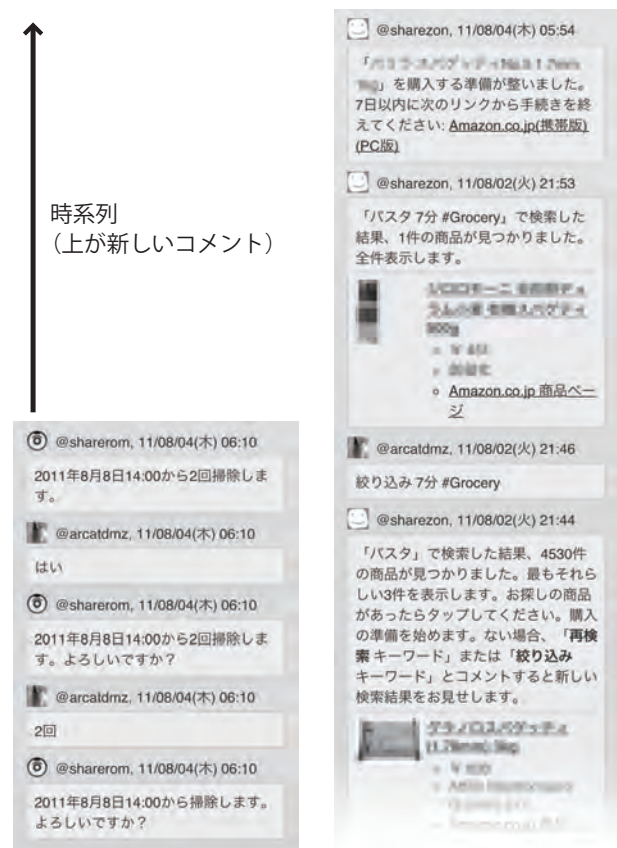 時系列
（上が新しいコメント）
@sharerom, 11/08/04(木) 06:10
2011年8月8日14:00から2回掃除しま
す。
@arcatdmz, 11/08/04(木) 06:10
はい
@sharerom, 11/08/04(木) 06:10
2011年8月8日14:00から2回掃除しま
す。よろしいですか？
@arcatdmz, 11/08/04(木) 06:10
2回
@sharerom, 11/08/04(木) 06:10
2011年8月8日14:00から掃除します。
よろしいですか？
@sharezon, 11/08/04(木) 05:54
」を購入する準備が整いました。
7日以内に次のリンクから手続きを終
えてください: Amazon.co.jp(携帯版)
(PC版)
@sharezon, 11/08/02(火) 21:53
「パスタ 7分 #Grocery」で検索した
結果、1件の商品が見つかりました。
全件表示します。
Amazon.co.jp 商品ペー
ジ
@arcatdmz, 11/08/02(火) 21:46
絞り込み 7分 #Grocery
@sharezon, 11/08/02(火) 21:44
「パスタ」で検索した結果、4530件
の商品が見つかりました。最もそれら
しい3件を表示します。お探しの商品
があったらタップしてください。購入
の準備を始めます。ない場合、「再検
索 キーワード」または「絞り込み
キーワード」とコメントすると新しい
検索結果をお見せします。